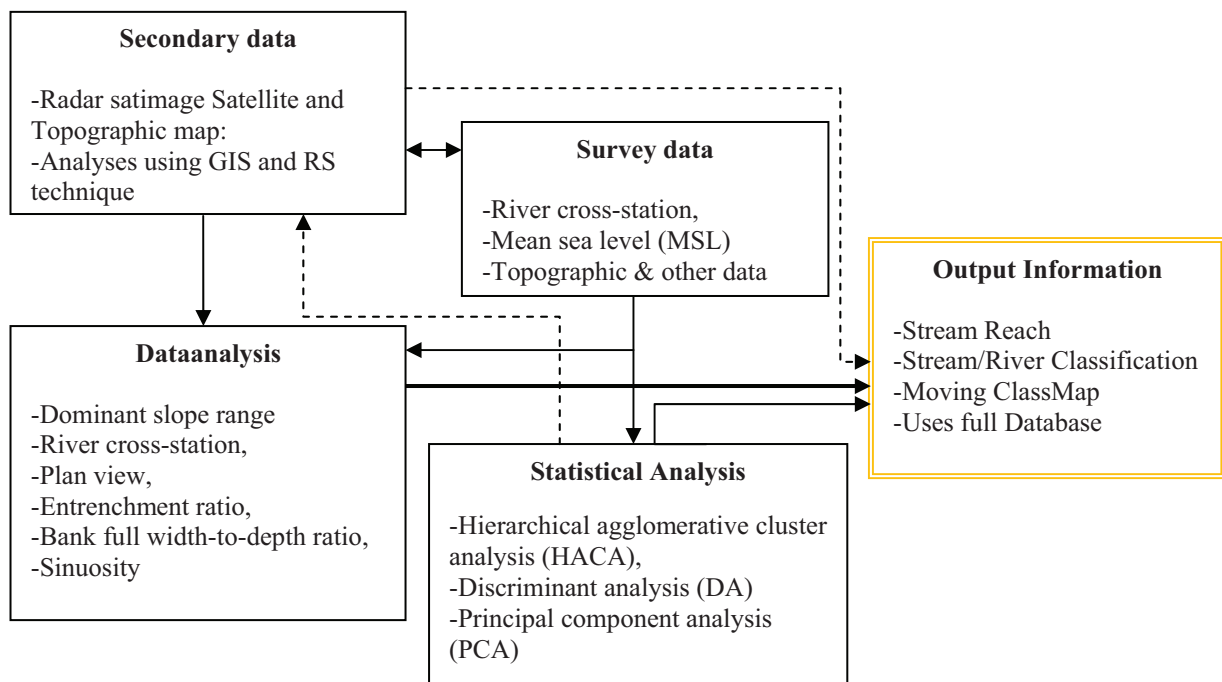 Secondary data
-Radar satimage Satellite and
Topographic map:
-Analyses using GIS and RS
technique
Survey data
-River cross-station,
-Mean sea level (MSL)
-Topographic & other data
Output Information
-Stream Reach
-Stream/River Classification
-Moving ClassMap
-Uses full Database
Dataanalysis
-Dominant slope range
-River cross-station,
-Plan view,
-Entrenchment ratio,
-Bank full width-to-depth ratio,
-Sinuosity
Statistical Analysis
-Hierarchical agglomerative cluster
analysis (HACA),
-Discriminant analysis (DA)
-Principal component analysis
(PCA)